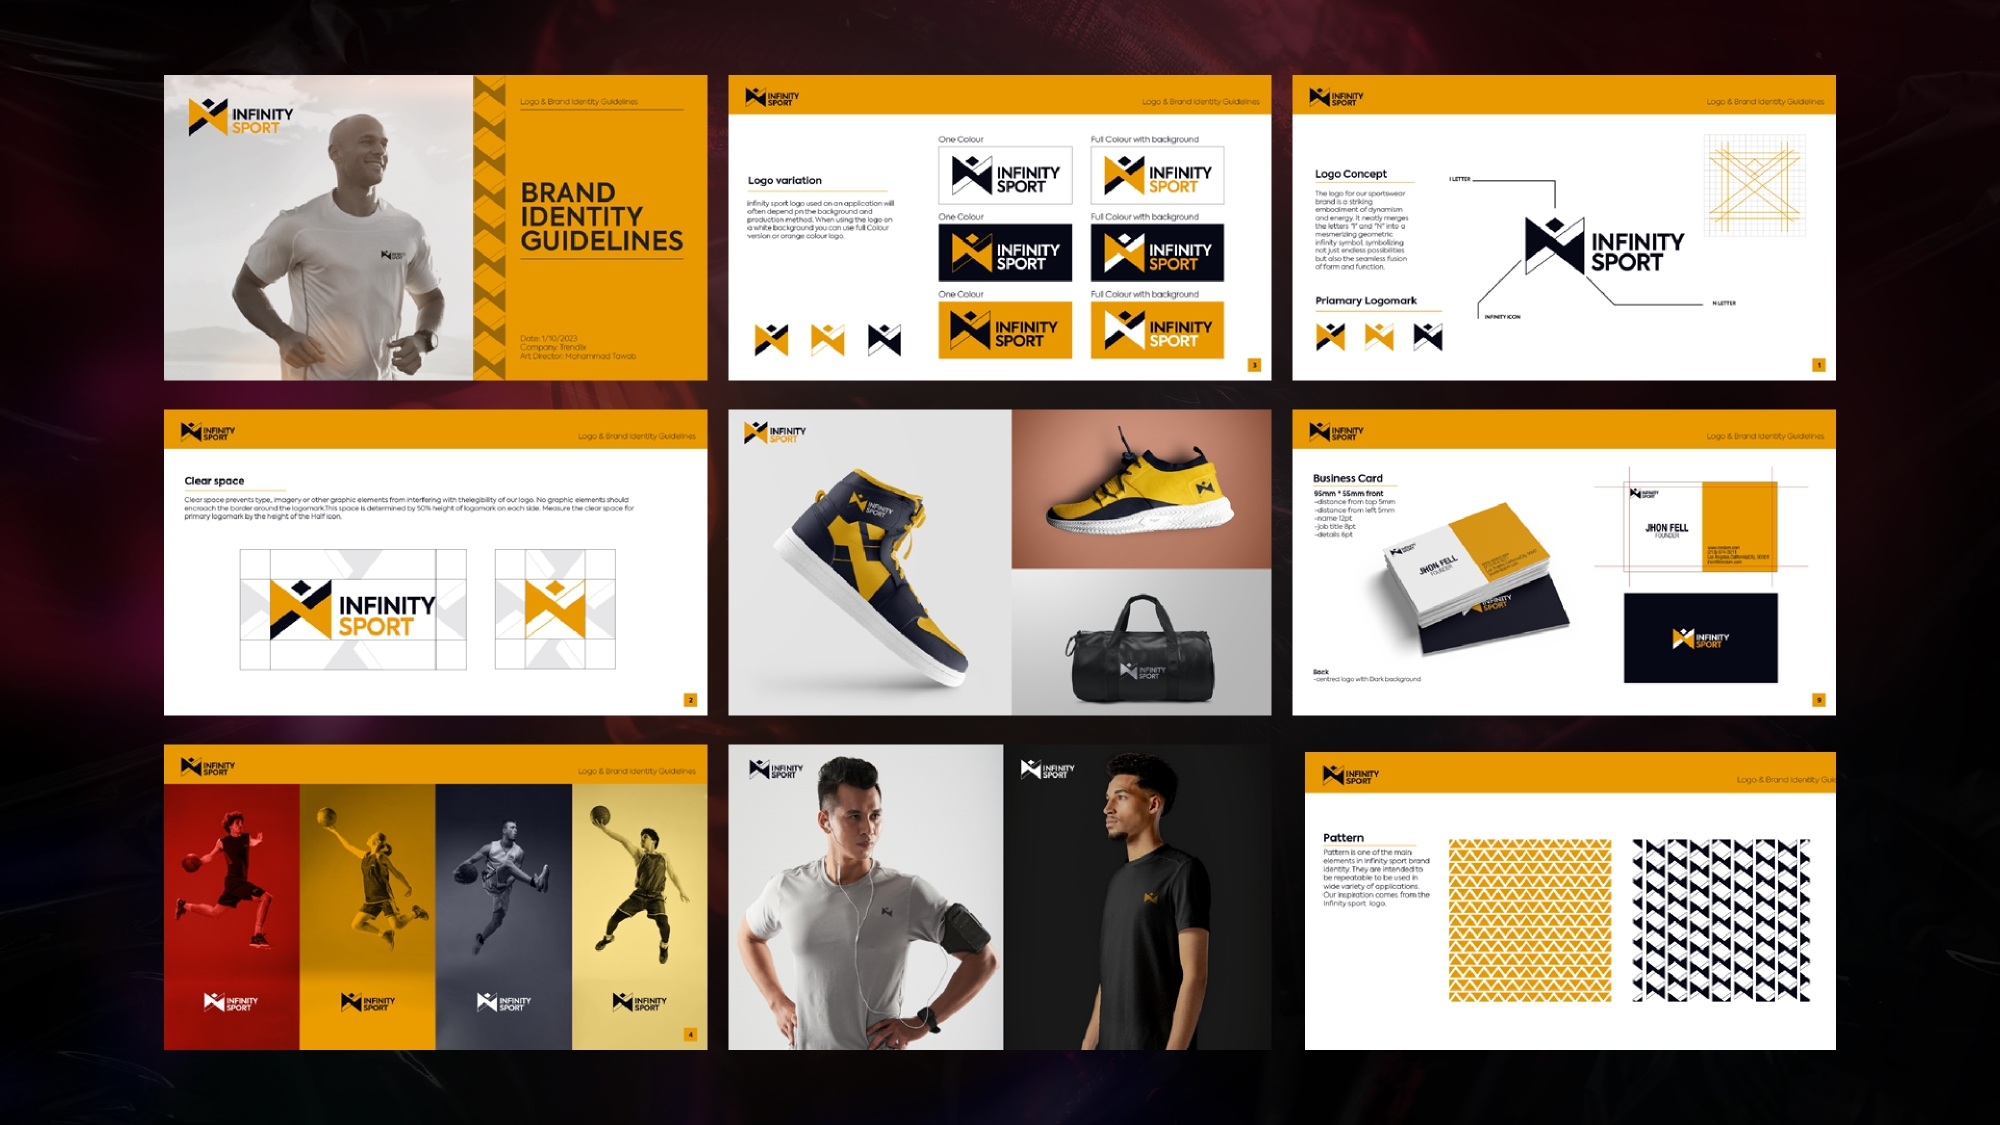 INFINITY
SPORT
Logo & Brand Identity Guidelines
BRAND
IDENTITY
GUIDELINES
Date: 1/10/2023
Company: Trendlix
Art Director: Mohammad Tawab
INFINITY
SPORT
Logo & Brand Identity Guidelines
Logo variation
Infinity sport logo used on an application will
often depend on the background and
production method. When using the logo on
a white background you can use full Colour
version or orange colour logo.
One Colour
INFINITY
SPORT
Full Colour with background
INFINITY
SPORT
One Colour
INFINITY
SPORT
Full Colour with background
INFINITY
SPORT
One Colour
INFINITY
SPORT
Full Colour with background
INFINITY
SPORT
3
INFINITY
SPORT
Logo & Brand Identity Guidelines
Logo Concept
The logo for our sportswear
brand is a striking
embodiment of dynamism
and energy. It neatly merges
the letters "I" and "N" into a
mesmerizing geometric
infinity symbol, symbolizing
not just endless possibilities
but also the seamless fusion
of form and function.
Priamary Logomark
I LETTER
INFINITY
SPORT
N LETTER
INFINITY ICON
1
INFINITY
SPORT
Logo & Brand Identity Guidelines
Clear space
Clear space prevents type, imagery or other graphic elements from interfering with thelegibility of our logo. No graphic elements should
encroach the border around the logomark.This space is determined by 50% height of logomark on each side. Measure the clear space for
primary logomark by the height of the Half icon.
INFINITY
SPORT
2
INFINITY
SPORT
INFINITY
SPORT
INFINITY
SPORT
INFINITY
SPORT
Logo & Brand Identity Guidelines
Business Card
95mm * 55mm front
-distance from top 5mm
-distance from left 5mm
-name 12pt
-job title 8pt
-details 6pt
JHON FELL
FOUNDER
INFINITY
SPORT
INFINITY
SPORT
JHON FELL
FOUNDER
INFINITY
SPORT
Back
-centred logo with Dark background
9
INFINITY
SPORT
Logo & Brand Identity Guidelines
INFINITY
SPORT
INFINITY
SPORT
INFINITY
SPORT
INFINITY
SPORT
4
INFINITY
SPORT
INFINITY
SPORT
INFINITY
SPORT
Logo & Brand Identity Gui
Pattern
Pattern is one of the main
elements in Infinity sport brand
identity. They are intended to
be repeatable to be used in
wide variety of applications.
Our inspiration comes from the
Infinity sport logo.